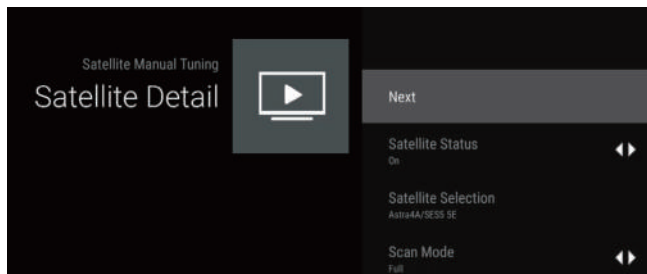 Satellite Manual Tuning
Satellite Detail
Next
Satellite Status
On
Satellite Selection
Astra4A/SES5 5E
Scan Mode
Full